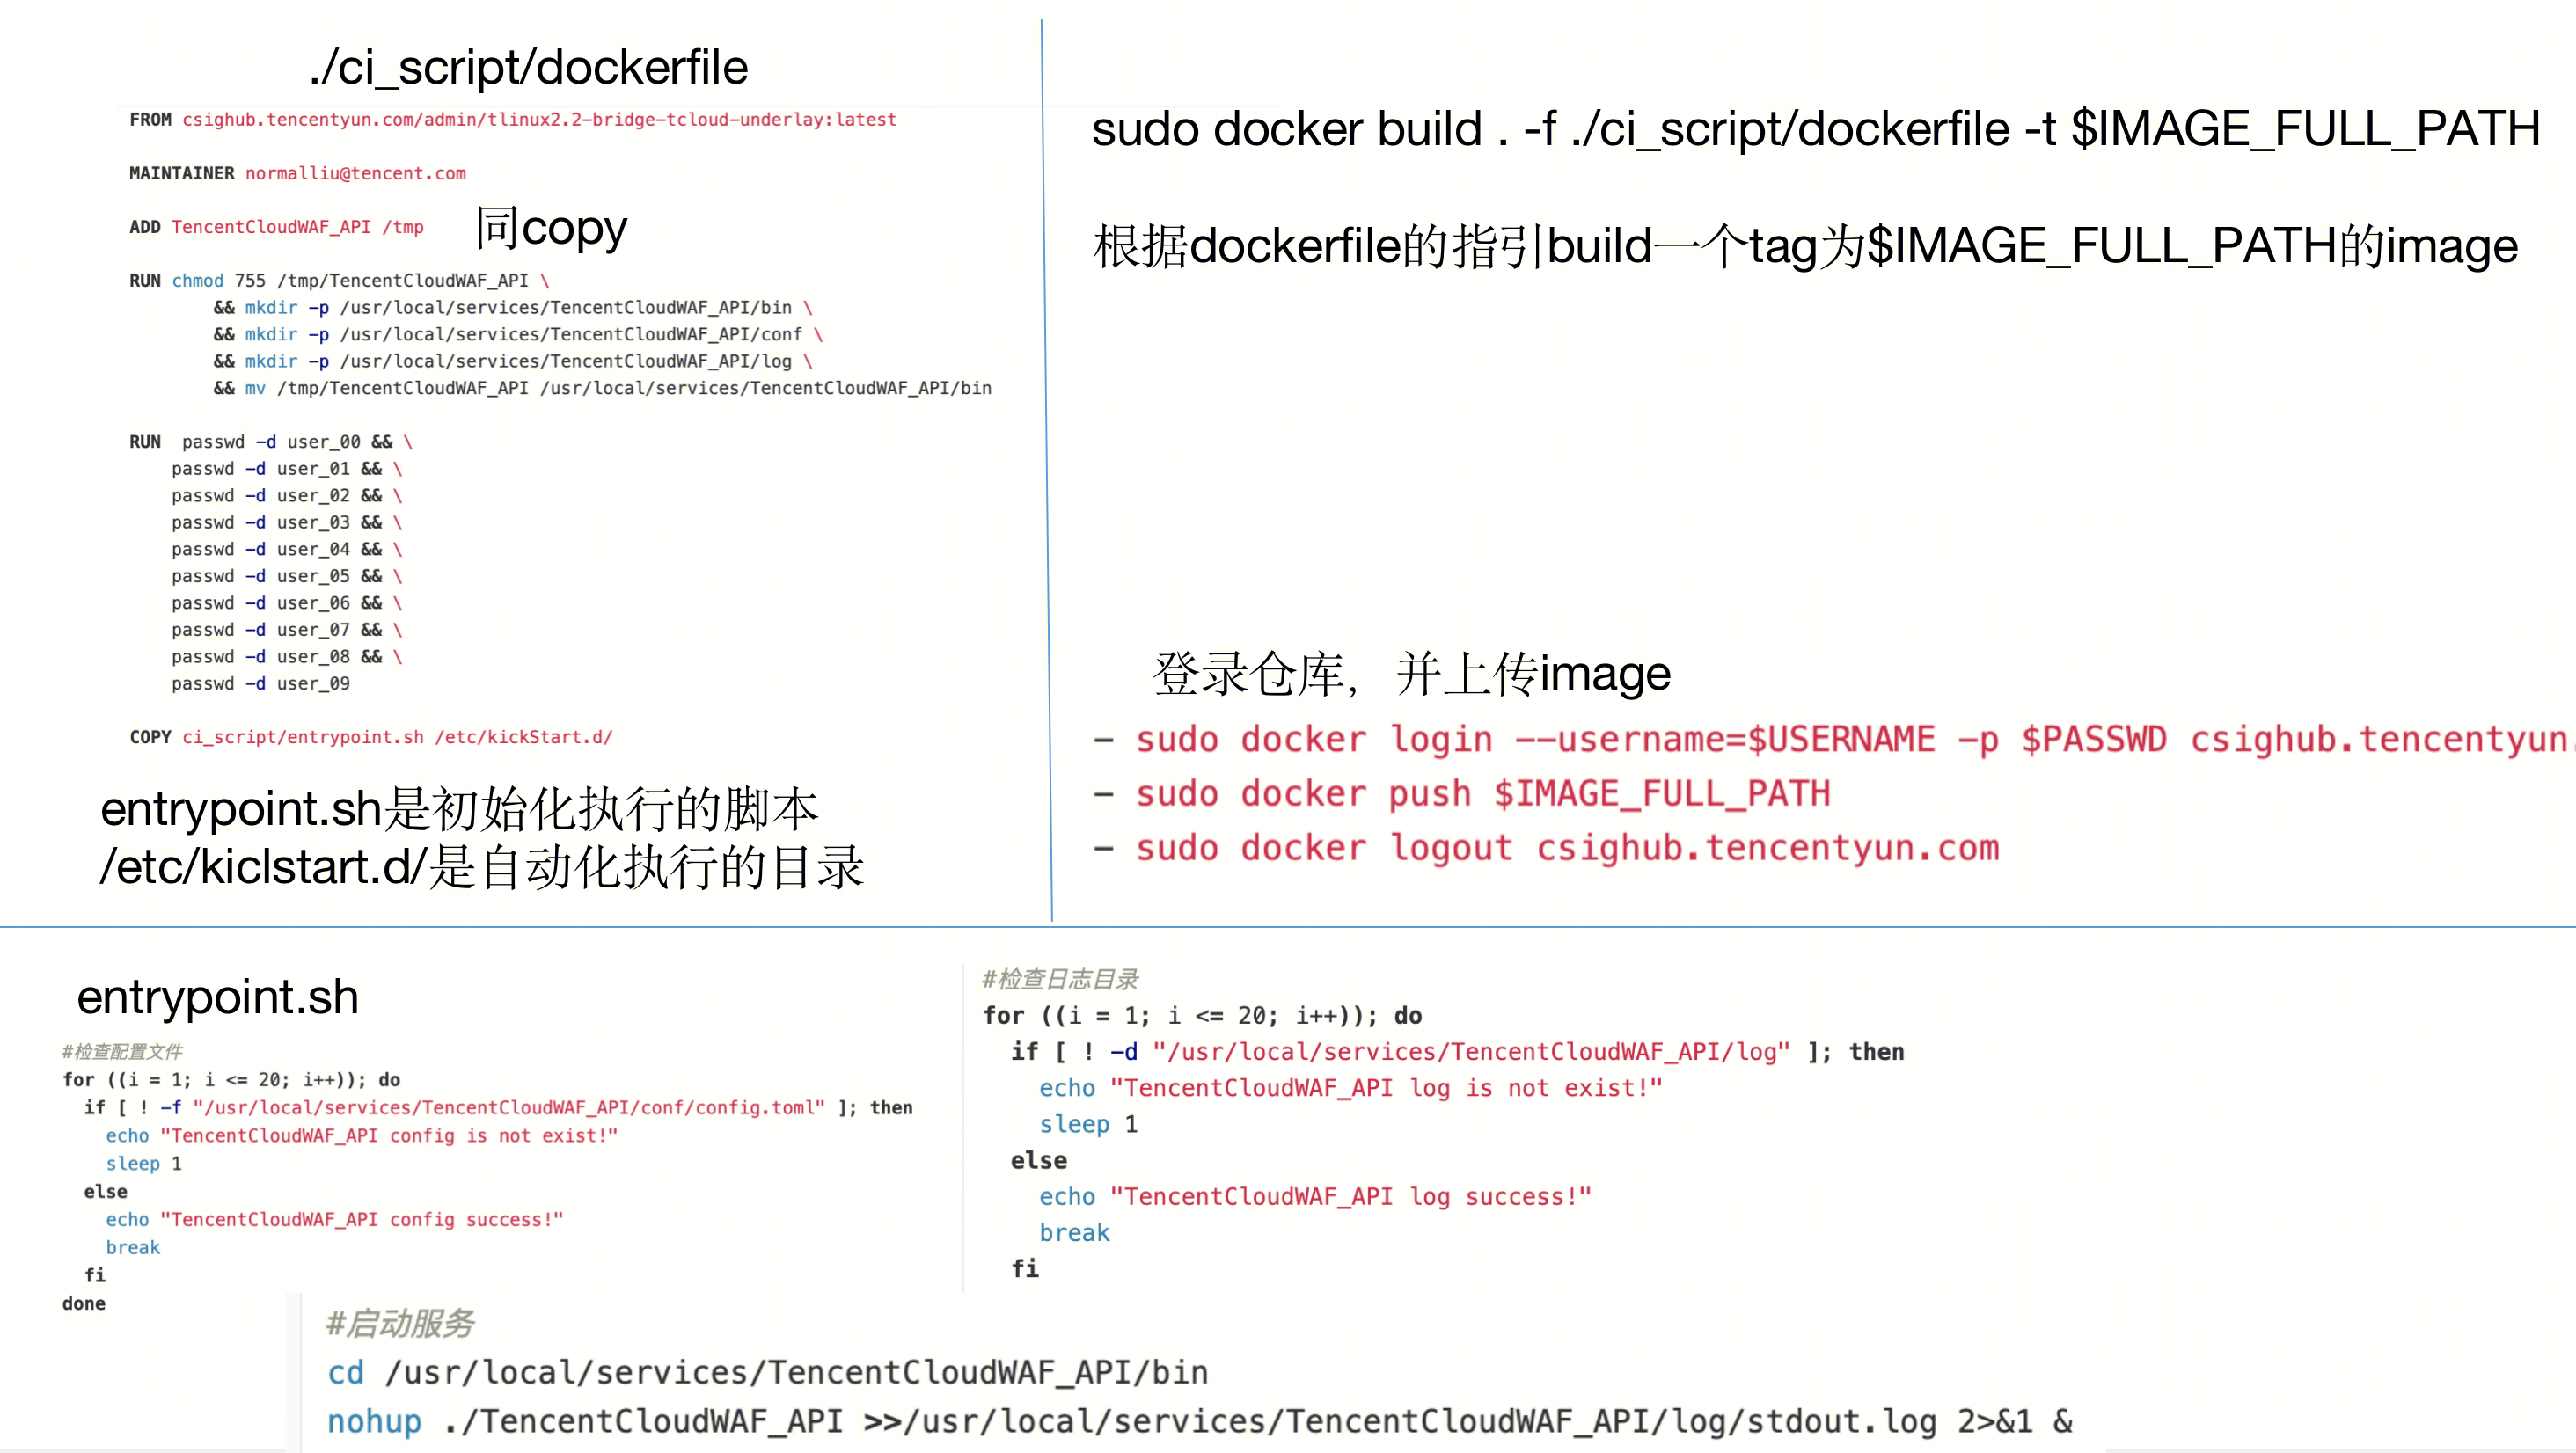 ./ci_script/dockerfile
FROM csighub.tencentyun.com/admin/tlinux2.2-bridge-tcloud-underlay:latest
MAINTAINER normalliu@tencent.com
ADD TencentCloudWAF_API /tmp
同copy
RUN chmod 755 /tmp/TencentCloudWAF_API \
&& mkdir -p /usr/local/services/TencentCloudWAF_API/bin \
&& mkdir -p /usr/local/services/TencentCloudWAF_API/conf \
&& mkdir -p /usr/local/services/TencentCloudWAF_API/log \
&& mv /tmp/TencentCloudWAF_API /usr/local/services/TencentCloudWAF_API/bin
RUN passwd -d user_00 && \
passwd -d user_01 && \
passwd -d user_02 && \
passwd -d user_03 && \
passwd -d user_04 && \
passwd -d user_05 && \
passwd -d user_06 && \
passwd -d user_07 && \
passwd -d user_08 && \
passwd -d user_09
COPY ci_script/entrypoint.sh /etc/kickStart.d/
entrypoint.sh是初始化执行的脚本
/etc/kiclstart.d/是自动化执行的目录
sudo docker build . -f ./ci_script/dockerfile -t $IMAGE_FULL_PATH
根据dockerfile的指引build一个tag为$IMAGE_FULL_PATH的image
登录仓库，并上传image
- sudo docker login --username=$USERNAME -p $PASSWD csighub.tencentyun.
- sudo docker push $IMAGE_FULL_PATH
- sudo docker logout csighub.tencentyun.com
entrypoint.sh
#检查配置文件
for ((i = 1; i <= 20; i++)); do
if [ ! -f "/usr/local/services/TencentCloudWAF_API/conf/config.toml" ]; then
echo "TencentCloudWAF_API config is not exist!"
sleep 1
else
echo "TencentCloudWAF_API config success!"
break
fi
done
#检查日志目录
for ((i = 1; i <= 20; i++)); do
if [ ! -d "/usr/local/services/TencentCloudWAF_API/log" ]; then
echo "TencentCloudWAF_API log is not exist!"
sleep 1
else
echo "TencentCloudWAF_API log success!"
break
fi
#启动服务
cd /usr/local/services/TencentCloudWAF_API/bin
nohup ./TencentCloudWAF_API >>/usr/local/services/TencentCloudWAF_API/log/stdout.log 2>&1 &